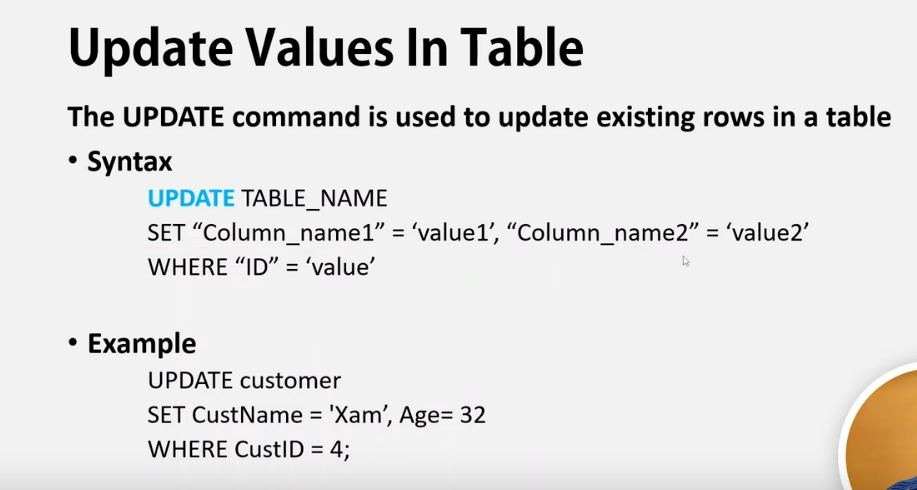 Update Values In Table
The UPDATE command is used to update existing rows in a table
• Syntax
UPDATE TABLE_NAME
SET “Column_name1” = ‘value1’, “Column_name2” = ‘value2’
WHERE “ID” = ‘value’
• Example
UPDATE customer
SET CustName = 'Xam’, Age= 32
WHERE CustID = 4;